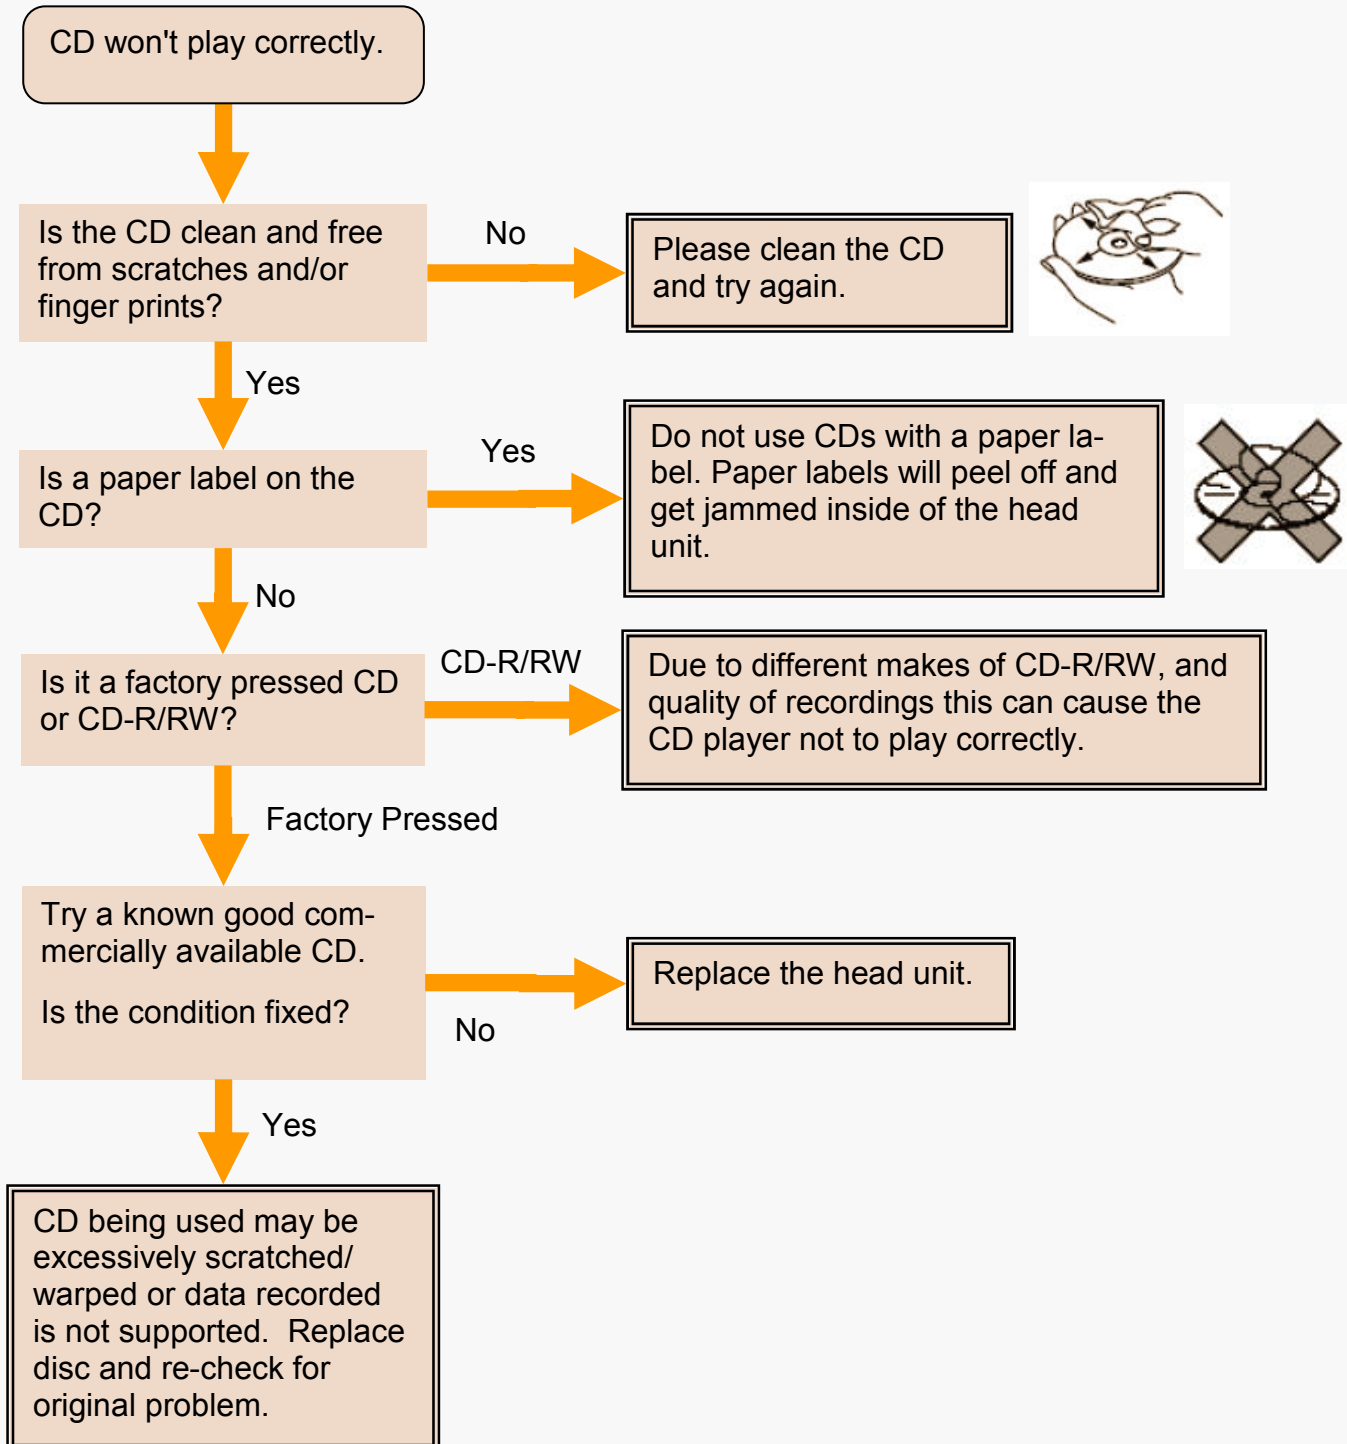 CD won't play correctly.
Is the CD clean and free
from scratches and/or
finger prints?
No
Please clean the CD
and try again.
Yes
Is a paper label on the
CD?
Yes
Do not use CDs with a paper la-
bel. Paper labels will peel off and
get jammed inside of the head
unit.
No
Is it a factory pressed CD
or CD-R/RW?
CD-R/RW
Due to different makes of CD-R/RW, and
quality of recordings this can cause the
CD player not to play correctly.
Factory Pressed
Try a known good com-
mercially available CD.
Is the condition fixed?
No
Replace the head unit.
Yes
CD being used may be
excessively scratched/
warped or data recorded
is not supported.  Replace
disc and re-check for
original problem.